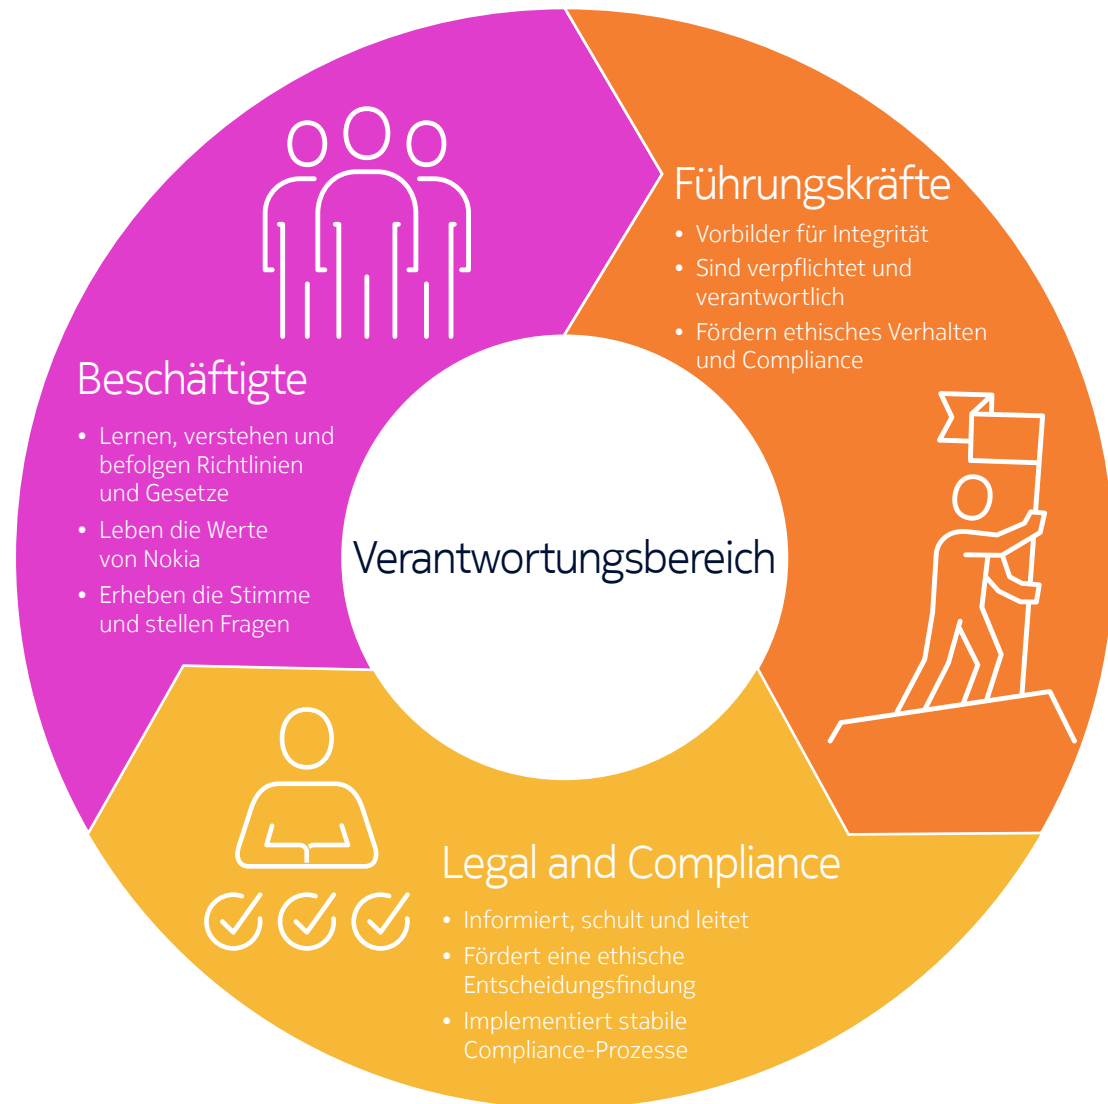 Führungskräfte
• Vorbilder für Integrität
• Sind verpflichtet und
verantwortlich
• Fördern ethisches Verhalten
und Compliance
Beschäftigte
• Lernen, verstehen und
befolgen Richtlinien
und Gesetze
• Leben die Werte
von Nokia
• Erheben die Stimme
und stellen Fragen
Verantwortungsbereich
Legal and Compliance
• Informiert, schult und leitet
• Fördert eine ethische
Entscheidungsfindung
• Implementiert stabile
Compliance-Prozesse